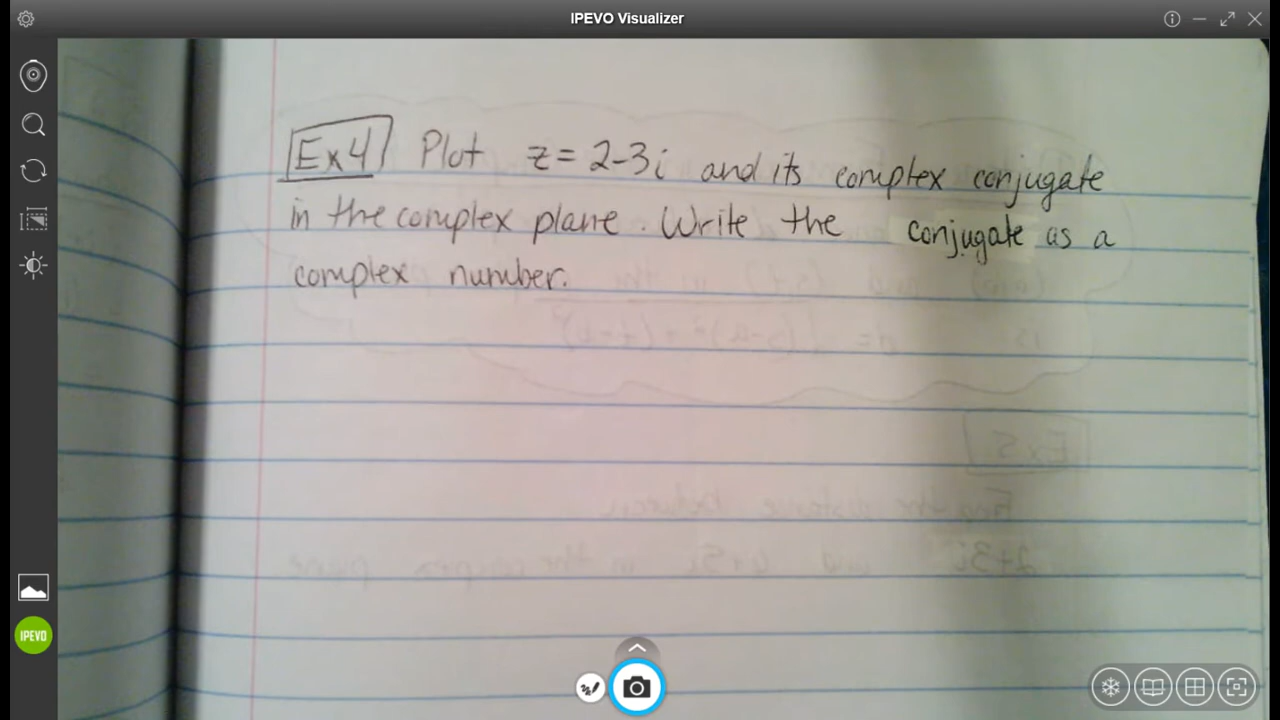 IPEVO Visualizer
Ex 4 Plot z = 2-3i and its complex conjugate
in the complex plane. Write the conjugate as a
complex number.
IPEVO